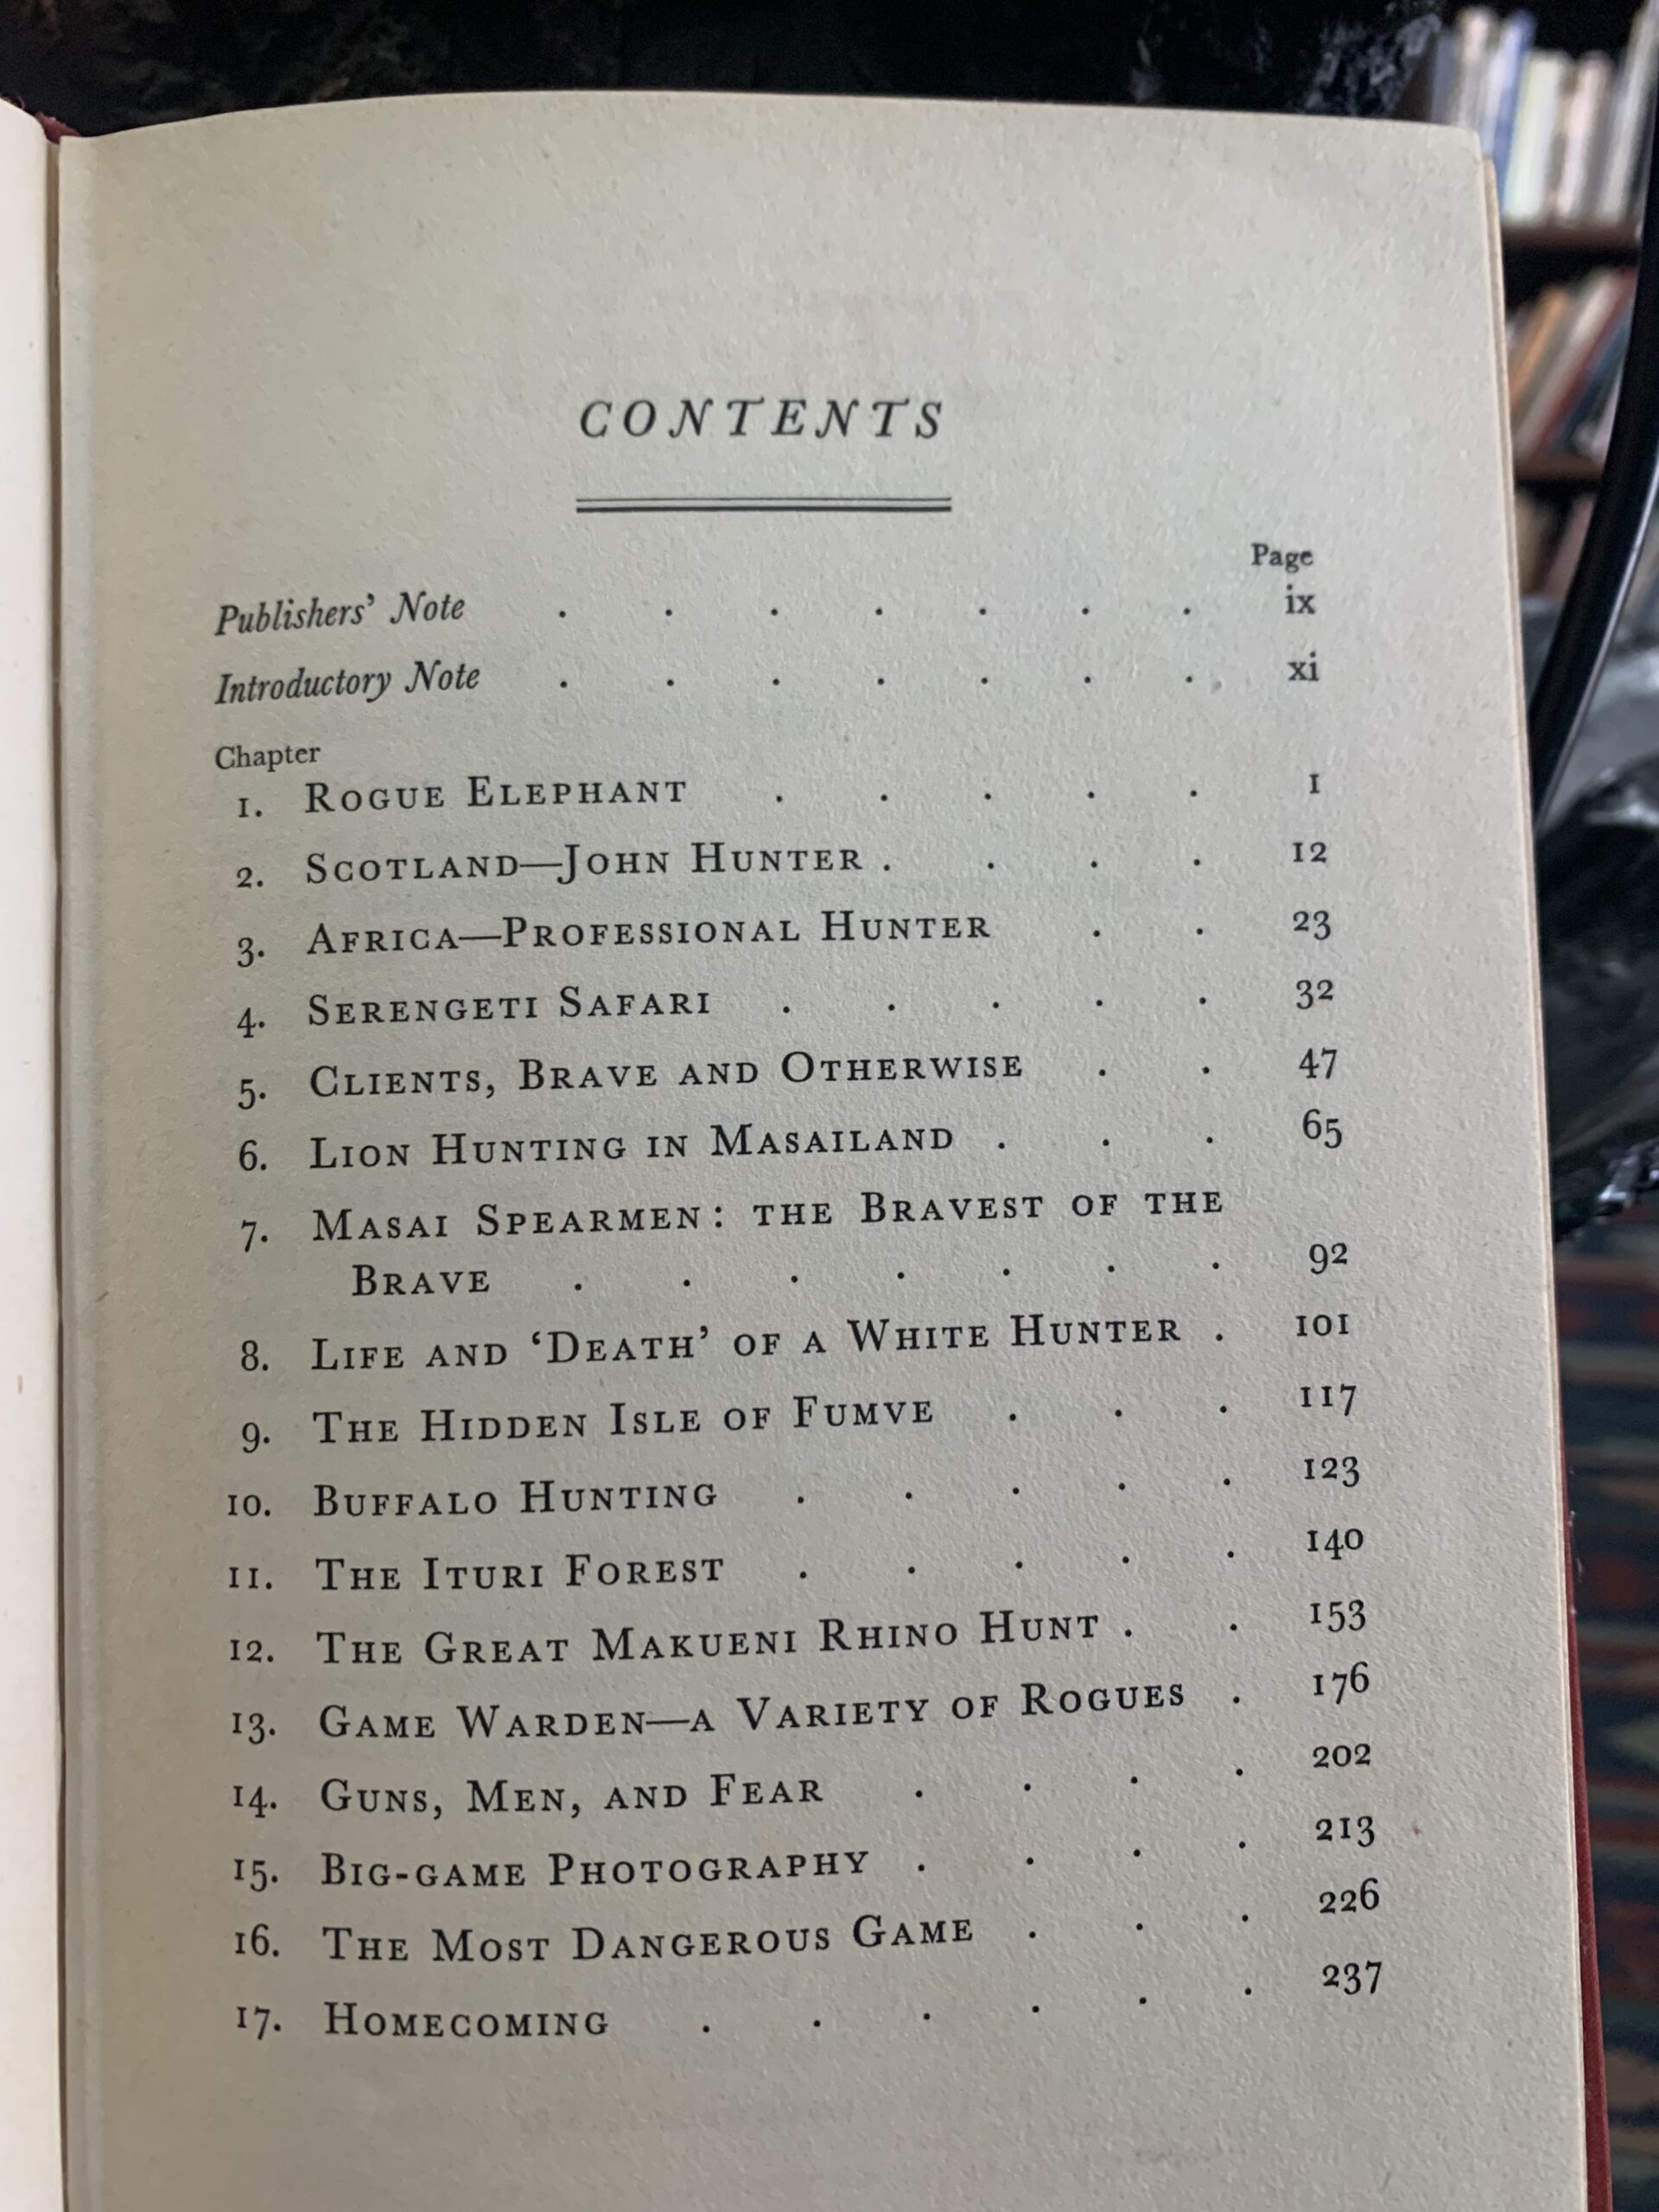 CONTENTS
Page
Publishers' Note . . . . . . . ix
Introductory Note . . . . . . . xi
Chapter
1. ROGUE ELEPHANT . . . . . 1
2. SCOTLAND—JOHN HUNTER . . . . 12
3. AFRICA—PROFESSIONAL HUNTER . . 23
4. SERENGETI SAFARI . . . . . 32
5. CLIENTS, BRAVE AND OTHERWISE . . 47
6. LION HUNTING IN MASAILAND . . . 65
7. MASAI SPEARMEN: THE BRAVEST OF THE
BRAVE . . . . . . . 92
8. LIFE AND ‘DEATH’ OF A WHITE HUNTER . 101
9. THE HIDDEN ISLE OF FUMVE . . . 117
10. BUFFALO HUNTING . . . . . 123
11. THE ITURI FOREST . . . . . 140
12. THE GREAT MAKUENI RHINO HUNT . . 153
13. GAME WARDEN—A VARIETY OF ROGUES . 176
14. GUNS, MEN, AND FEAR . . . . 202
15. BIG-GAME PHOTOGRAPHY . . . . 213
16. THE MOST DANGEROUS GAME . . . 226
17. HOMECOMING . . . . . . 237